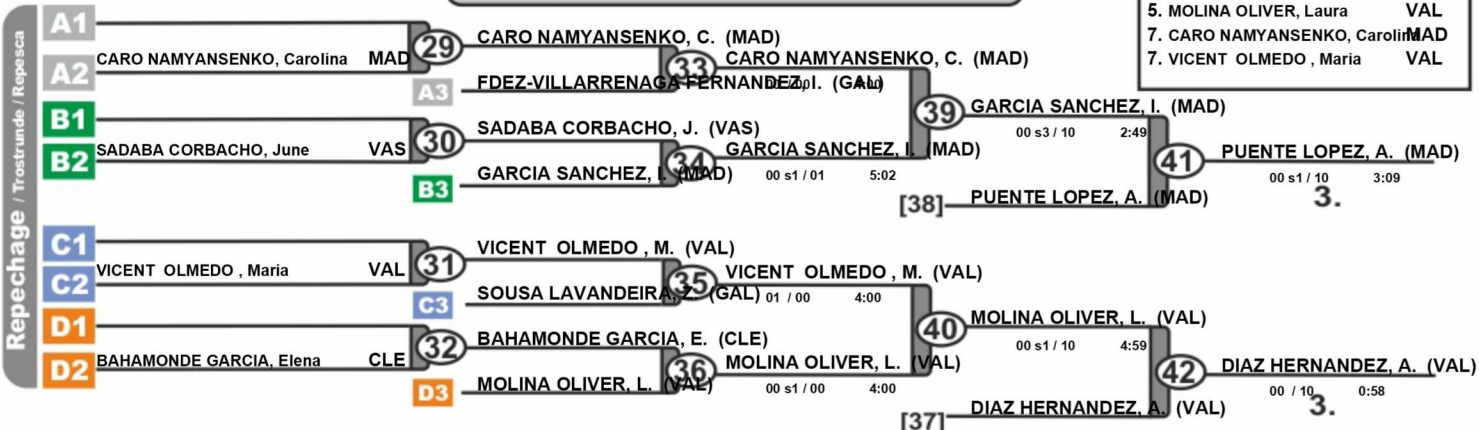 5. MOLINA OLIVER, Laura VAL
7. CARO NAMYANSENKO, Carolina MAD
7. VICENT OLMEDO , Maria VAL
Repechage / Trostrunde / Repesca
A1
CARO NAMYANSENKO, Carolina MAD
A2
29
CARO NAMYANSENKO, C. (MAD)
A3
FDEZ-VILLARRENAGA FERNANDEZ, I. (GAL)
33
CARO NAMYANSENKO, C. (MAD)
B1
SADABA CORBACHO, June VAS
B2
30
SADABA CORBACHO, J. (VAS)
B3
GARCIA SANCHEZ, I. (MAD)
34
GARCIA SANCHEZ, I. (MAD)
00 s1 / 01 5:02
39
GARCIA SANCHEZ, I. (MAD)
00 s3 / 10 2:49
[38]
PUENTE LOPEZ, A. (MAD)
41
PUENTE LOPEZ, A. (MAD)
00 s1 / 10 3:09
3.
C1
VICENT OLMEDO , Maria VAL
C2
31
VICENT OLMEDO , M. (VAL)
C3
SOUSA LAVANDEIRA, Z. (GAL)
35
VICENT OLMEDO , M. (VAL)
01 / 00 4:00
D1
BAHAMONDE GARCIA, Elena CLE
D2
32
BAHAMONDE GARCIA, E. (CLE)
D3
MOLINA OLIVER, L. (VAL)
36
MOLINA OLIVER, L. (VAL)
00 s1 / 00 4:00
40
MOLINA OLIVER, L. (VAL)
00 s1 / 10 4:59
[37]
DIAZ HERNANDEZ, A. (VAL)
42
DIAZ HERNANDEZ, A. (VAL)
00 / 10 0:58
3.